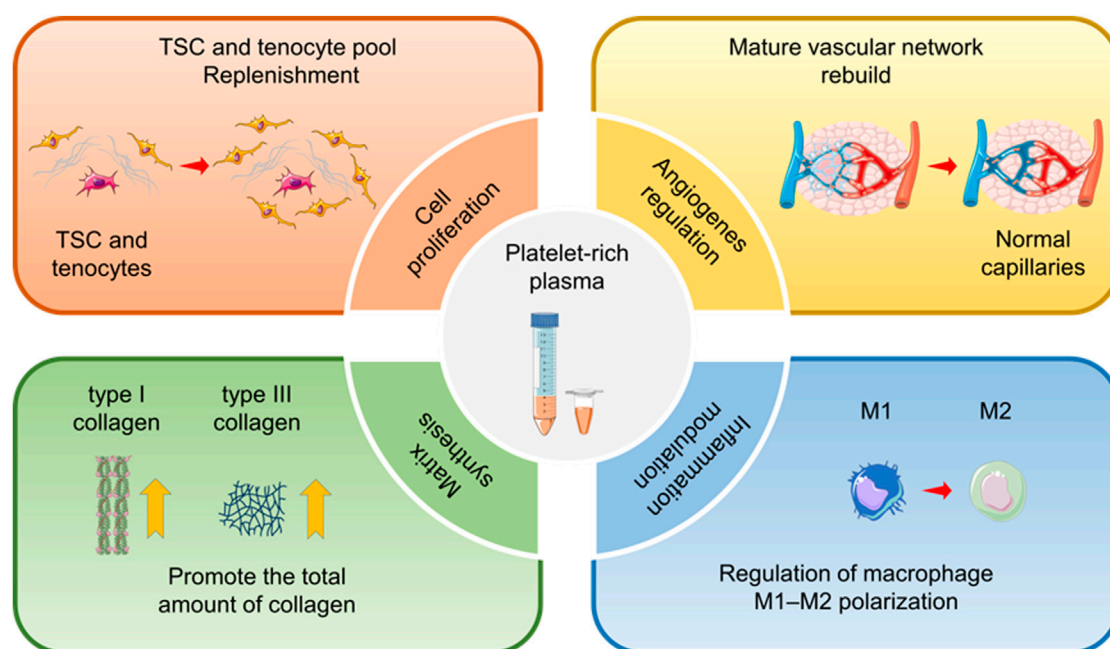 TSC and tenocyte pool
Replenishment
TSC and
tenocytes
Cell
proliferation
Mature vascular network
rebuild
Normal
capillaries
Angiogenes
regulation
Platelet-rich
plasma
type I
collagen
type III
collagen
Promote the total
amount of collagen
Matrix
synthesis
Inflammation
modulation
M1
M2
Regulation of macrophage
M1–M2 polarization